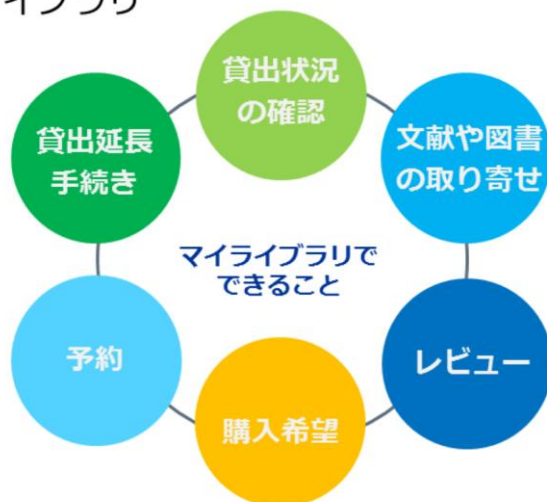 イブラリ
貸出状況
の確認
文献や図書
の取り寄せ
レビュー
購入希望
予約
貸出延長
手続き
マイライブラリで
できること